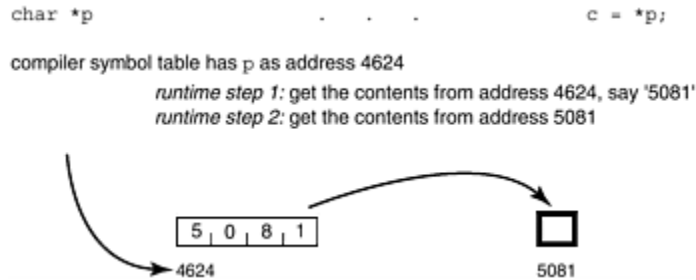 char *p . . . c = *p;
compiler symbol table has p as address 4624
runtime step 1: get the contents from address 4624, say '5081'
runtime step 2: get the contents from address 5081
5 0 8 1
4624 5081